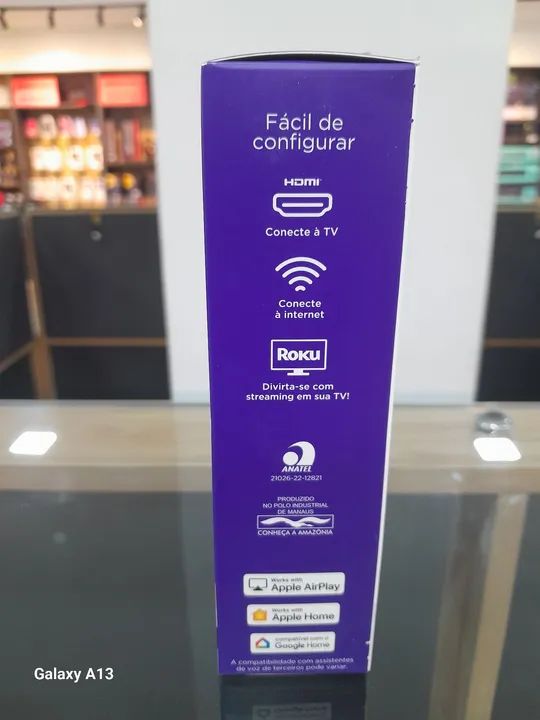 Fácil de
configurar
HDMI
Conecte à TV
Conecte
à internet
Roku
Divirta-se com
streaming em sua TV!
ANATEL
21026-22-12821
PRODUZIDO
NO POLO INDUSTRIAL
DE MANAUS
CONHEÇA A AMAZÔNIA
Works with
Apple AirPlay
Works with
Apple Home
compatível com o
Google Home
A compatibilidade com assistentes
de voz de terceiros pode variar.
Galaxy A13